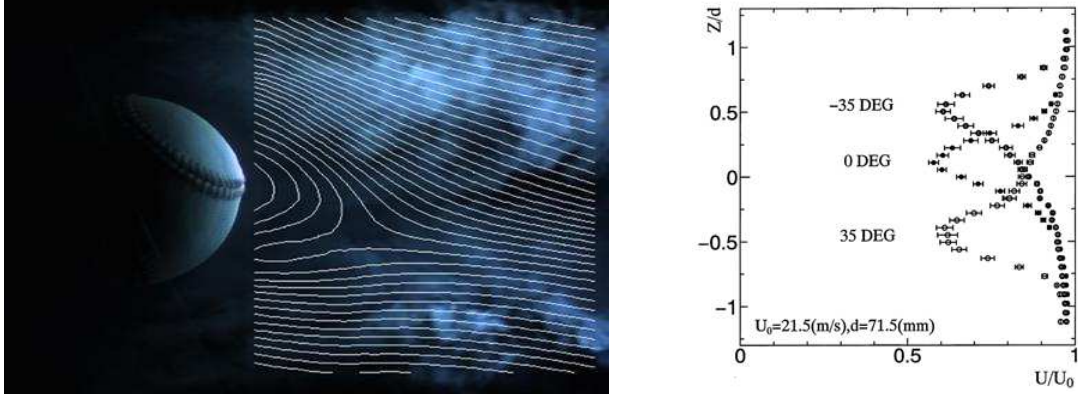 Z/d
1
0.5
0
−0.5
−1
−35 DEG
0 DEG
35 DEG
U₀=21.5(m/s),d=71.5(mm)
0
0.5
1
U/U₀